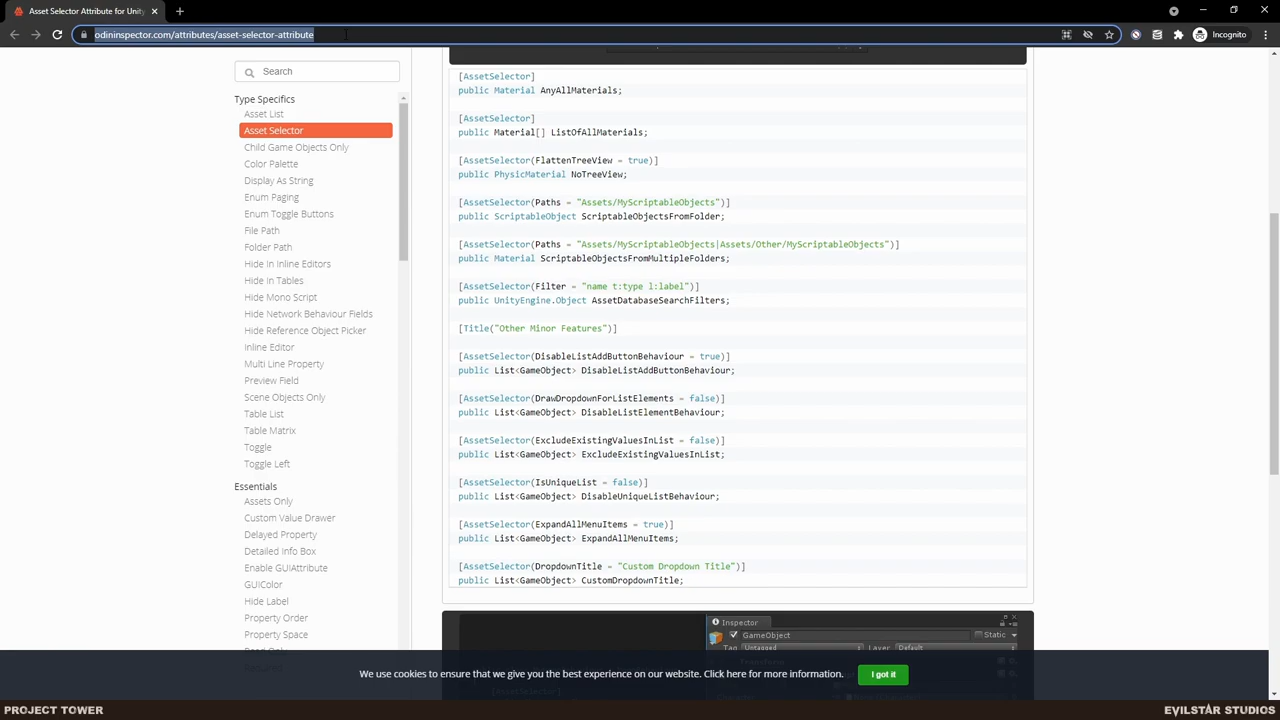 Asset Selector Attribute for Unity
odininspector.com/attributes/asset-selector-attribute
Incognito
Search
Type Specifics
Asset List
Asset Selector
Child Game Objects Only
Color Palette
Display As String
Enum Paging
Enum Toggle Buttons
File Path
Folder Path
Hide In Inline Editors
Hide In Tables
Hide Mono Script
Hide Network Behaviour Fields
Hide Reference Object Picker
Inline Editor
Multi Line Property
Preview Field
Scene Objects Only
Table List
Table Matrix
Toggle
Toggle Left
Essentials
Assets Only
Custom Value Drawer
Delayed Property
Detailed Info Box
Enable GUIAttribute
GUIColor
Hide Label
Property Order
Property Space
[AssetSelector]
public Material AnyAllMaterials;
[AssetSelector]
public Material[] ListOfAllMaterials;
[AssetSelector(FlattenTreeView = true)]
public PhysicMaterial NoTreeView;
[AssetSelector(Paths = "Assets/MyScriptableObjects")]
public ScriptableObject ScriptableObjectsFromFolder;
[AssetSelector(Paths = "Assets/MyScriptableObjects|Assets/Other/MyScriptableObjects")]
public Material ScriptableObjectsFromMultipleFolders;
[AssetSelector(Filter = "name t:type l:label")]
public UnityEngine.Object AssetDatabaseSearchFilters;
[Title("Other Minor Features")]
[AssetSelector(DisableListAddButtonBehaviour = true)]
public List<GameObject> DisableListAddButtonBehaviour;
[AssetSelector(DrawDropdownForListElements = false)]
public List<GameObject> DisableListElementBehaviour;
[AssetSelector(ExcludeExistingValuesInList = false)]
public List<GameObject> ExcludeExistingValuesInList;
[AssetSelector(IsUniqueList = false)]
public List<GameObject> DisableUniqueListBehaviour;
[AssetSelector(ExpandAllMenuItems = true)]
public List<GameObject> ExpandAllMenuItems;
[AssetSelector(DropdownTitle = "Custom Dropdown Title")]
public List<GameObject> CustomDropdownTitle;
Inspector
GameObject
Static
Tag Untagged Layer Default
We use cookies to ensure that we give you the best experience on our website. Click here for more information.
I got it
[AssetSelector]
PROJECT TOWER
EVILSTAR STUDIOS